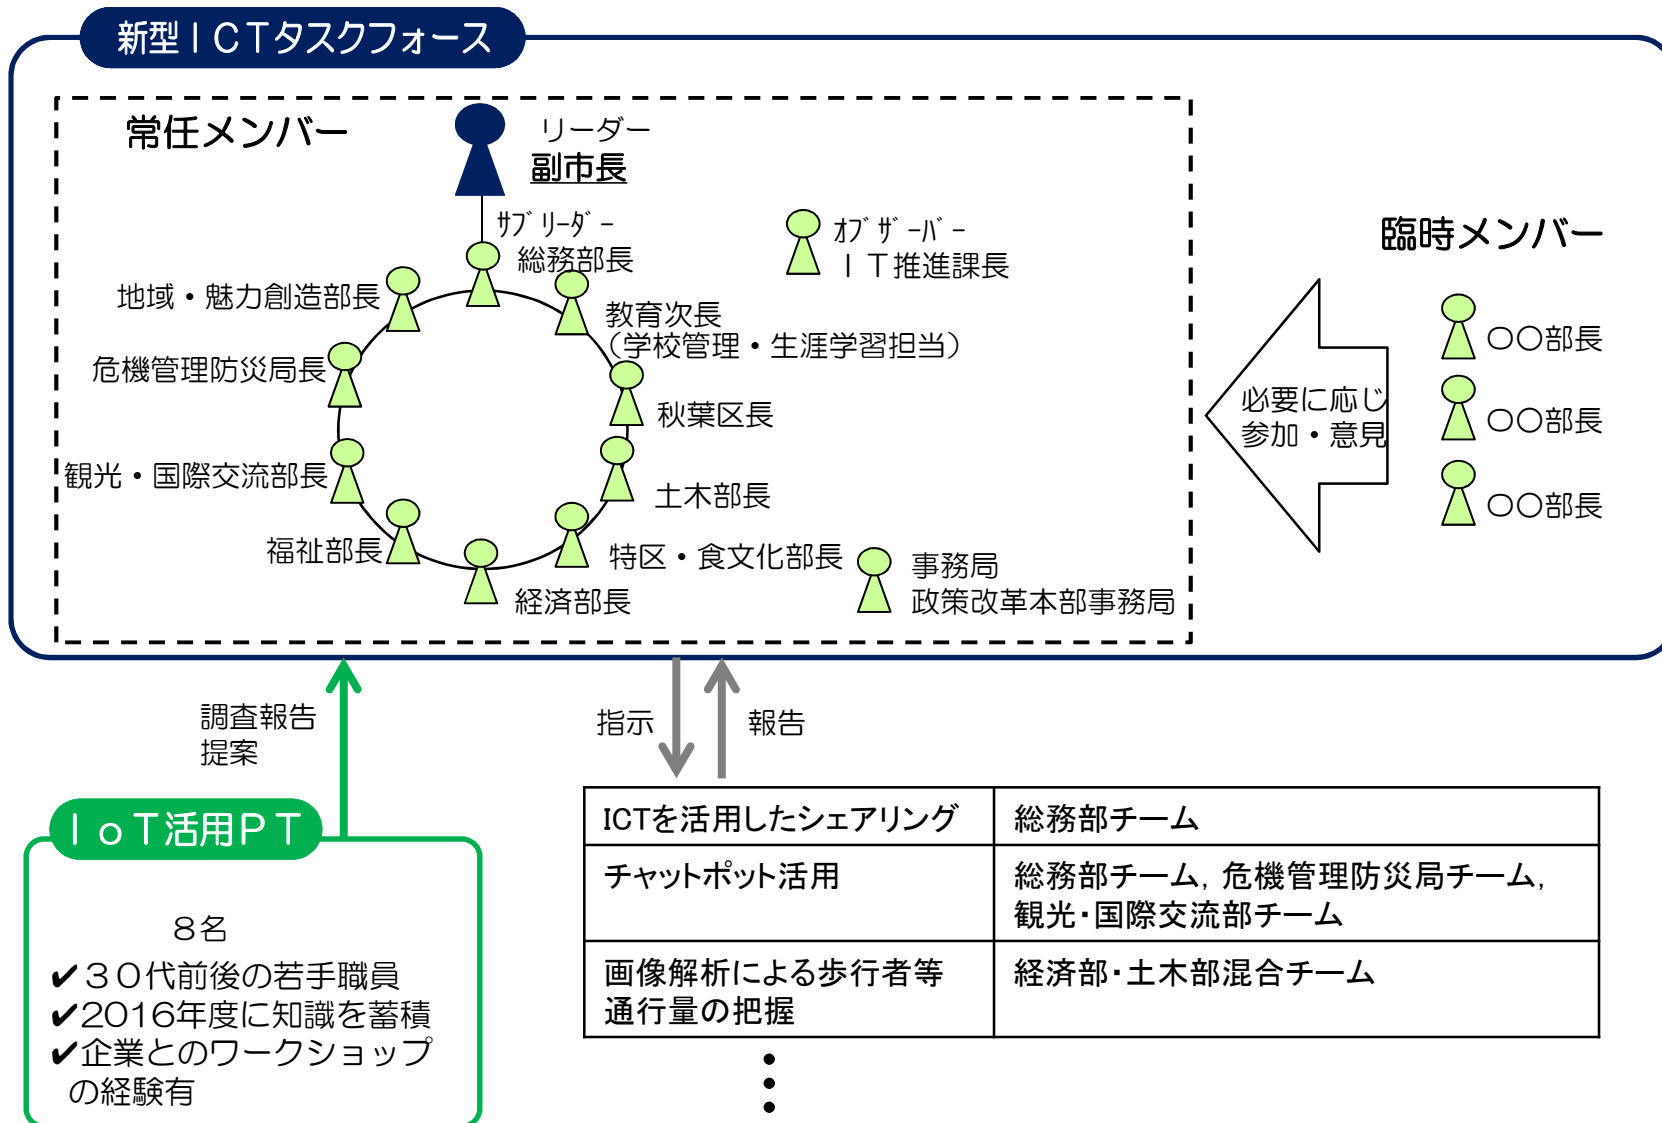 新型ICTタスクフォース
常任メンバー
リーダー
副市長
ｻﾌﾞﾘｰﾀﾞｰ
総務部長
ｵﾌﾞｻﾞｰﾊﾞｰ
IT推進課長
地域・魅力創造部長
教育次長
（学校管理・生涯学習担当）
危機管理防災局長
秋葉区長
観光・国際交流部長
土木部長
福祉部長
特区・食文化部長
経済部長
事務局
政策改革本部事務局
臨時メンバー
〇〇部長
〇〇部長
〇〇部長
必要に応じ
参加・意見
調査報告
提案
指示
報告
IoT活用PT
８名
✔３０代前後の若手職員
✔2016年度に知識を蓄積
✔企業とのワークショップ
の経験有
ICTを活用したシェアリング
総務部チーム
チャットポット活用
総務部チーム，危機管理防災局チーム，
観光・国際交流部チーム
画像解析による歩行者等
通行量の把握
経済部・土木部混合チーム